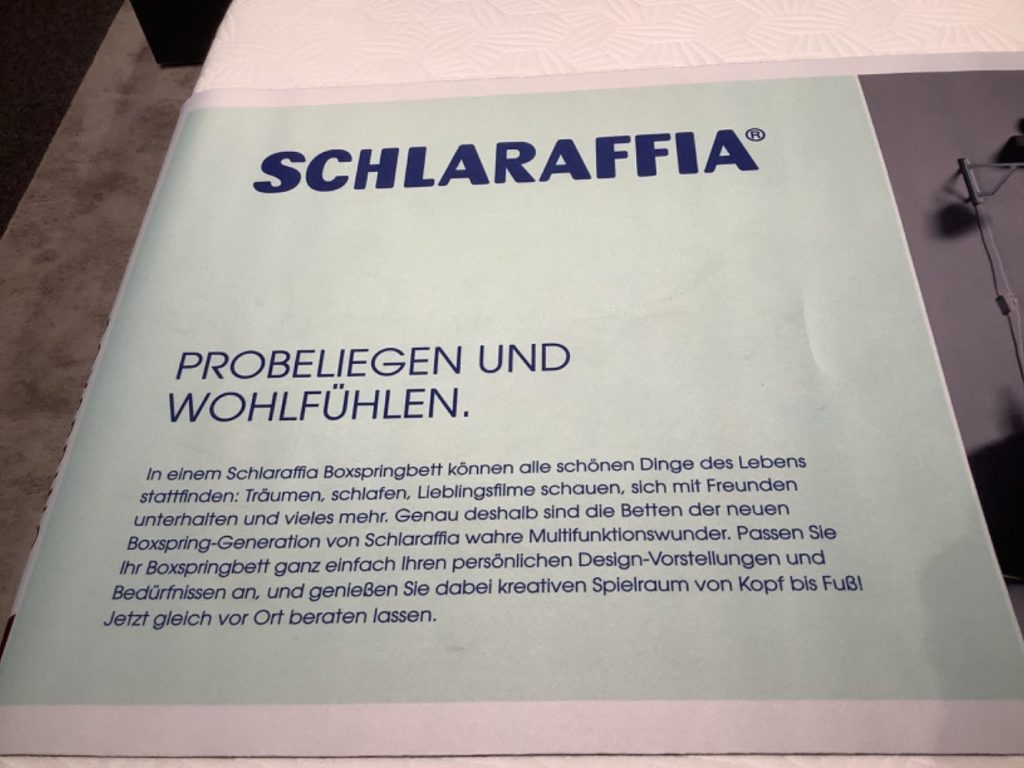 SCHLARAFFIA®
PROBELIEGEN UND
WOHLFÜHLEN.
In einem Schlaraffia Boxspringbett können alle schönen Dinge des Lebens
stattfinden: Träumen, schlafen, Lieblingsfilme schauen, sich mit Freunden
unterhalten und vieles mehr. Genau deshalb sind die Betten der neuen
Boxspring-Generation von Schlaraffia wahre Multifunktionswunder. Passen Sie
Ihr Boxspringbett ganz einfach Ihren persönlichen Design-Vorstellungen und
Bedürfnissen an, und genießen Sie dabei kreativen Spielraum von Kopf bis Fuß!
Jetzt gleich vor Ort beraten lassen.